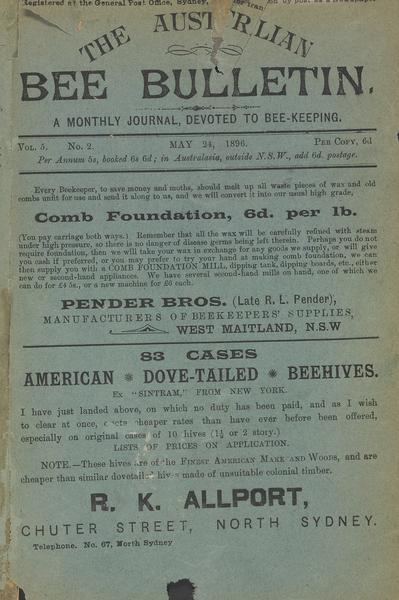 Registered at the General Post Office, Sydney, for tran by post as a Newspaper
THE AUSTRALIAN
BEE BULLETIN.
A MONTHLY JOURNAL, DEVOTED TO BEE-KEEPING.
VOL. 5. No. 2. MAY 24, 1896. PER COPY, 6d
Per Annum 5s, booked 6s 6d; in Australasia, outside N.S.W., add 6d. postage.
Every Beekeeper, to save money and moths, should melt up all waste pieces of wax and old
combs unfit for use and send it along to us, and we will convert it into our usual high grade,
Comb Foundation, 6d. per lb.
(You pay carriage both ways.) Remember that all the wax will be carefully refined with steam
under high pressure, so there is no danger of disease germs being left therein. Perhaps you do not
require foundation, then we will take your wax in exchange for any goods we supply, or will give
you cash if preferred, or you may prefer to try your hand at making comb foundation, we can
then supply you with a COMB FOUNDATION MILL, dipping tank, dipping boards, etc., either
new or second-hand appliances. We have several second-hand mills on hand, one of which we
can do for £4 5s., or a new machine for £6 each.
PENDER BROS. (Late R. L. Pender),
MANUFACTURERS OF BEEKEEPERS' SUPPLIES,
WEST MAITLAND, N.S.W
83 CASES
AMERICAN * DOVE-TAILED * BEEHIVES.
Ex "SINTRAM," FROM NEW YORK.
I have just landed above, on which no duty has been paid, and as I wish
to clear at once, cheaper rates than have ever before been offered,
especially on original cases of 10 hives (1½ or 2 story.)
LISTS OF PRICES ON APPLICATION.
NOTE.—These hives are of the FINEST AMERICAN MAKE AND WOODS, and are
cheaper than similar dovetailed hives made of unsuitable colonial timber.
R. K. ALLPORT,
CHUTER STREET, NORTH SYDNEY.
Telephone. No. 67, North Sydney